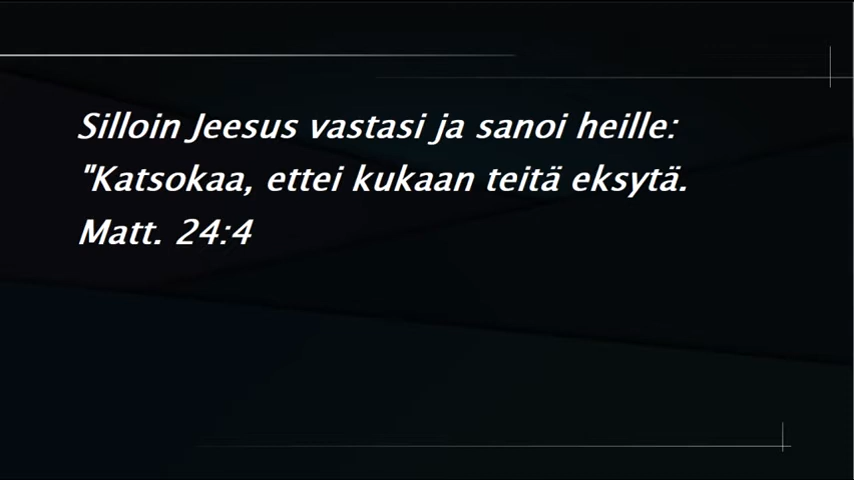 Silloin Jeesus vastasi ja sanoi heille:
"Katsokaa, ettei kukaan teitä eksytä.
Matt. 24:4